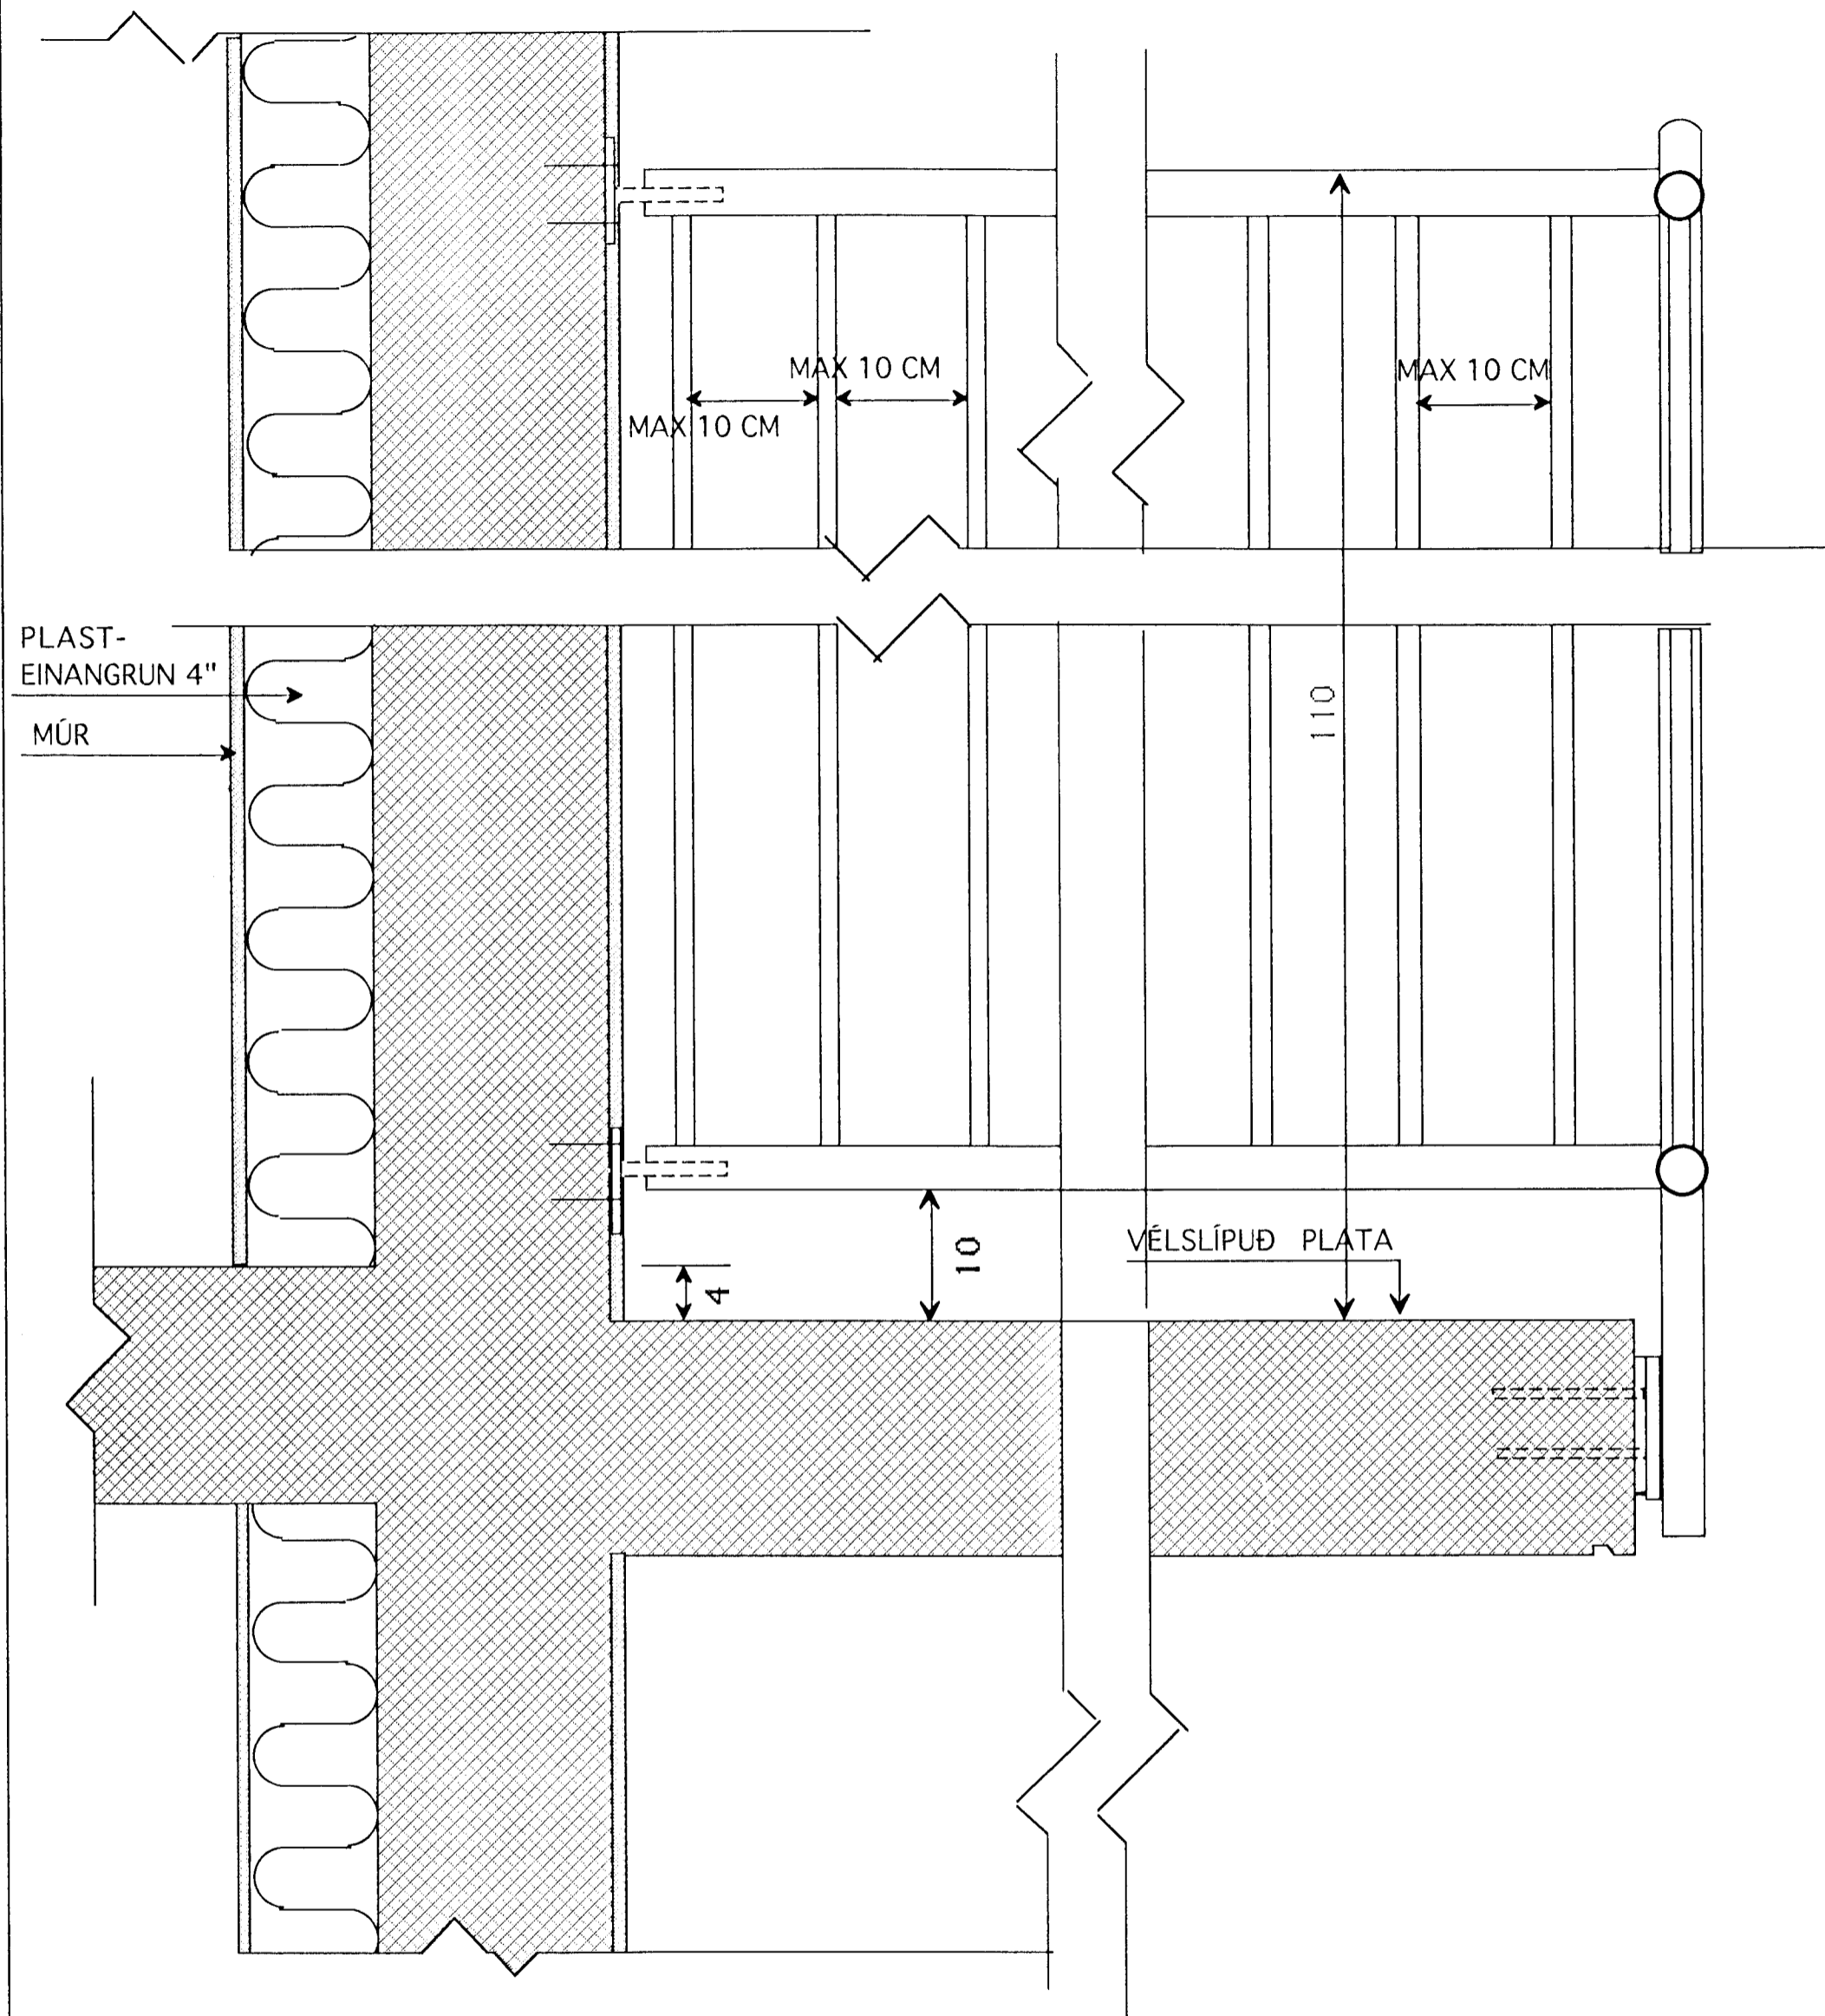 MAX 10 CM
MAX 10 CM
MAX 10 CM
PLAST-
EINANGRUN 4"
MÚR
110
10
4
VÉLSLÍPUÐ PLATA